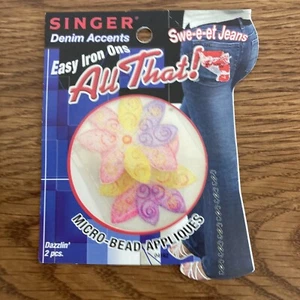 SINGER
Denim Accents
Swe-e-et Jeans
Easy Iron Ons
All That!
MICRO-BEAD APPLIQUES
Dazzlin'
2 pcs.